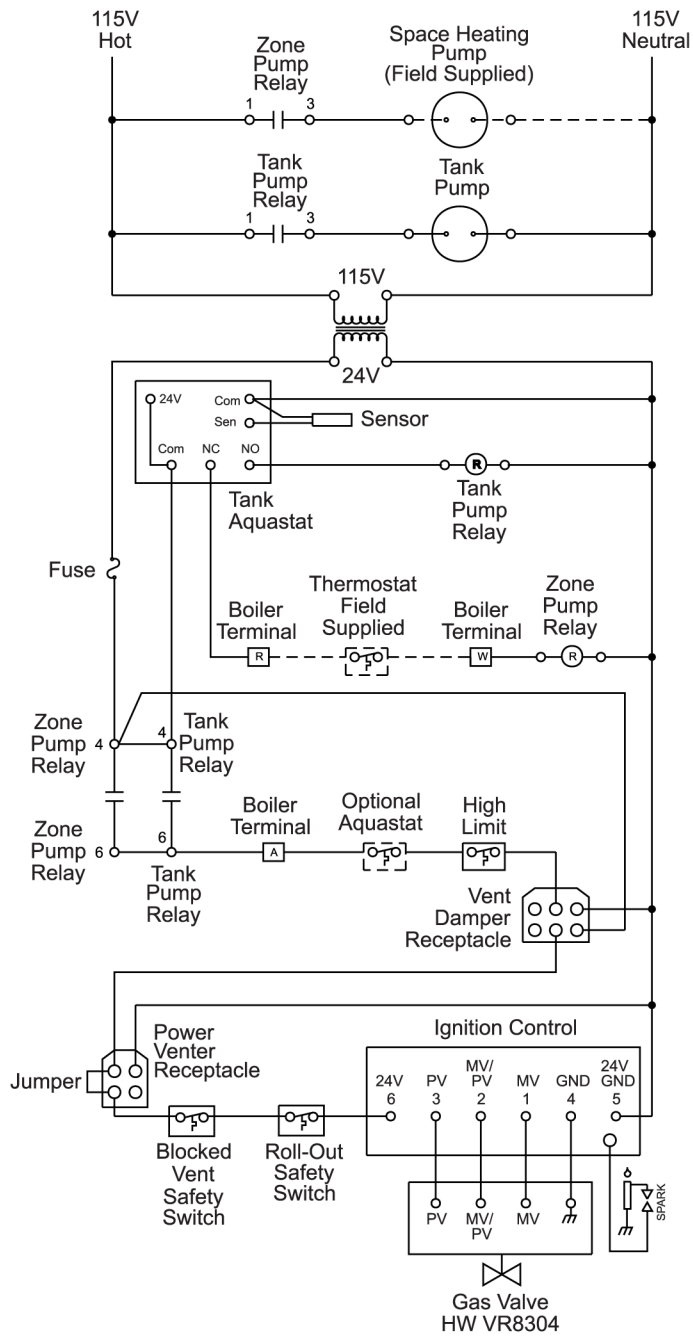 115V
Hot
115V
Neutral
Zone
Pump
Relay
1
3
Space Heating
Pump
(Field Supplied)
Tank
Pump
Relay
1
3
Tank
Pump
115V
24V
24V
Com
Sen
Sensor
Com
NC
NO
Tank
Aquastat
R
Tank
Pump
Relay
Fuse
Boiler
Terminal
R
Thermostat
Field
Supplied
Boiler
Terminal
W
Zone
Pump
Relay
R
Zone
Pump
Relay
4
4
Tank
Pump
Relay
Zone
Pump
Relay
6
6
Tank
Pump
Relay
Boiler
Terminal
A
Optional
Aquastat
High
Limit
Vent
Damper
Receptacle
Power
Venter
Receptacle
Jumper
Blocked
Vent
Safety
Switch
Roll-Out
Safety
Switch
Ignition Control
24V
6
PV
3
MV/
PV
2
MV
1
GND
4
24V
GND
5
PV
MV/
PV
MV
SPARK
Gas Valve
HW VR8304